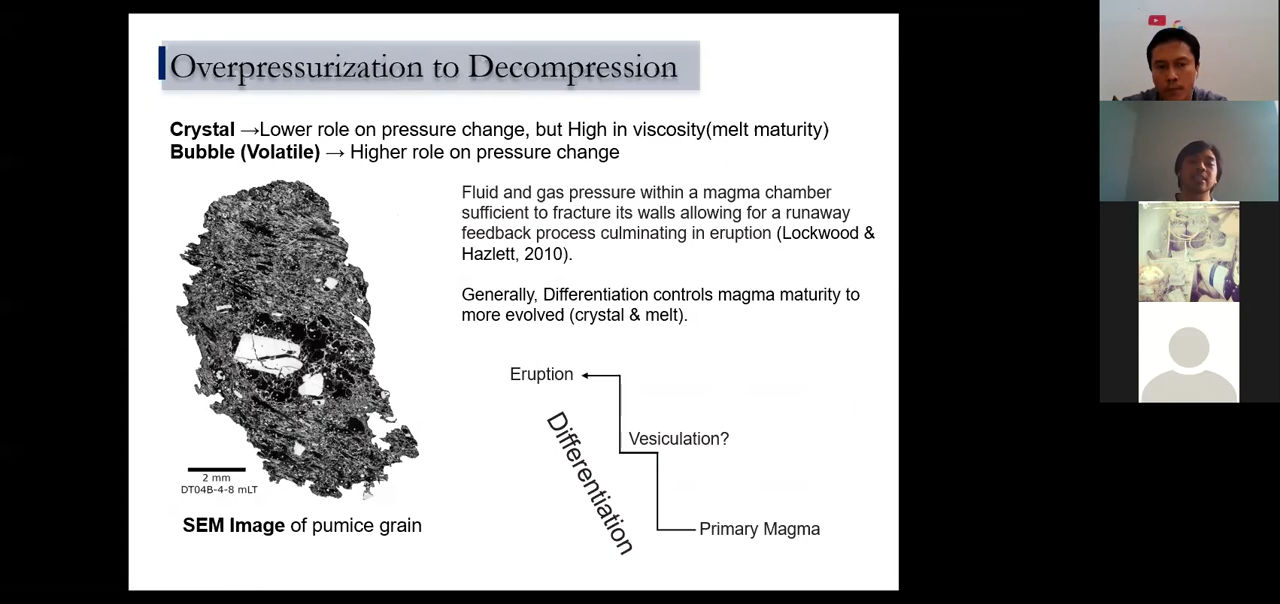 Overpressurization to Decompression
Crystal →Lower role on pressure change, but High in viscosity(melt maturity)
Bubble (Volatile) → Higher role on pressure change
Fluid and gas pressure within a magma chamber
sufficient to fracture its walls allowing for a runaway
feedback process culminating in eruption (Lockwood &
Hazlett, 2010).
Generally, Differentiation controls magma maturity to
more evolved (crystal & melt).
2 mm
DT04B-4-8 mLT
SEM Image of pumice grain
Eruption
Vesiculation?
Differentiation
Primary Magma